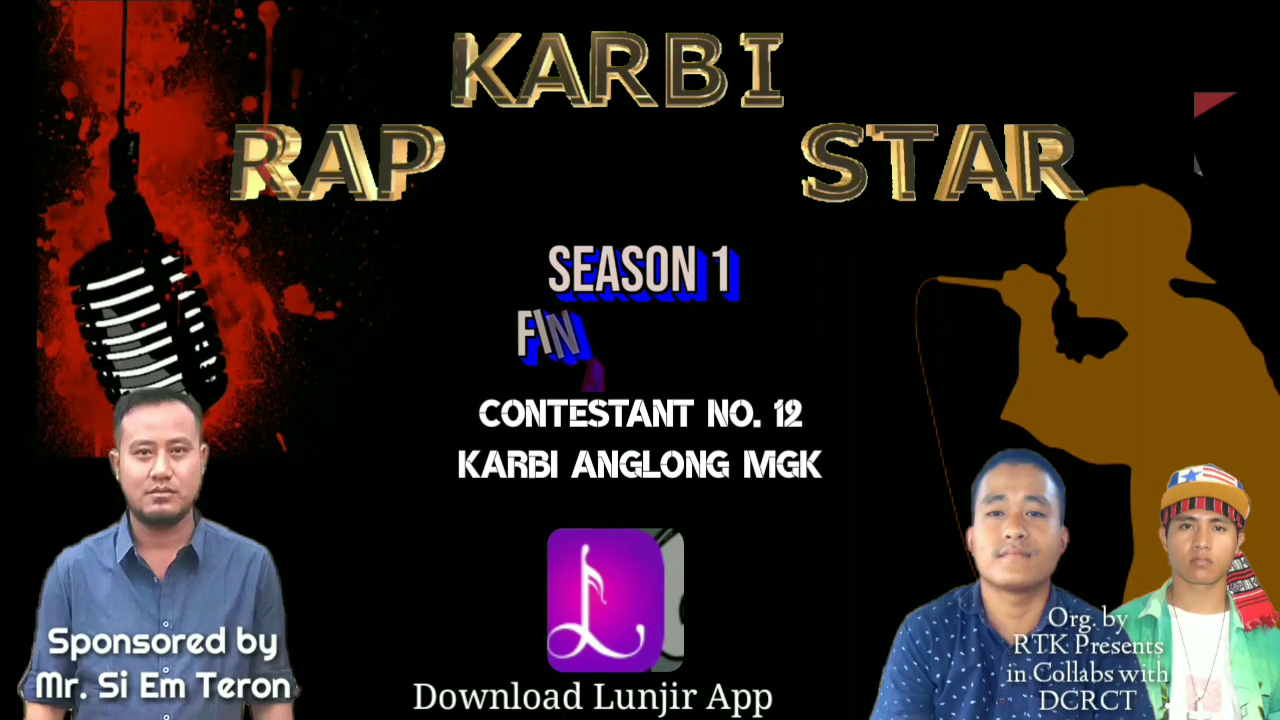 KARBI
RAP STAR
SEASON 1
FIN
CONTESTANT NO. 12
KARBI ANGLONG MGK
Download Lunjir App
Sponsored by
Mr. Si Em Teron
Org. by
RTK Presents
in Collabs with
DCRCT